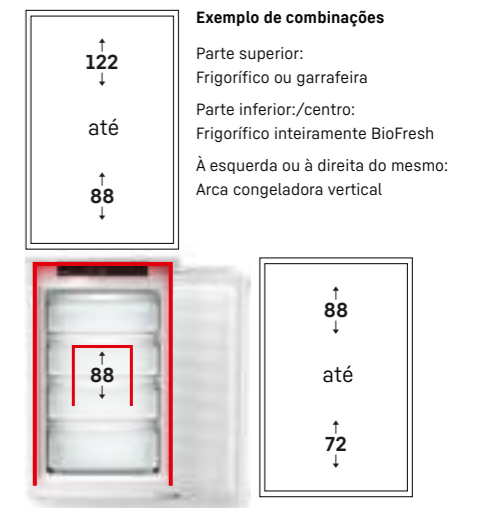 Exemplo de combinações
Parte superior:
Frigorífico ou garrafeira
Parte inferior:/centro:
Frigorífico inteiramente BioFresh
À esquerda ou à direita do mesmo:
Arca congeladora vertical
↑
122
↓
até
↑
88
↓
↑
88
↓
↑
88
↓
até
↑
72
↓